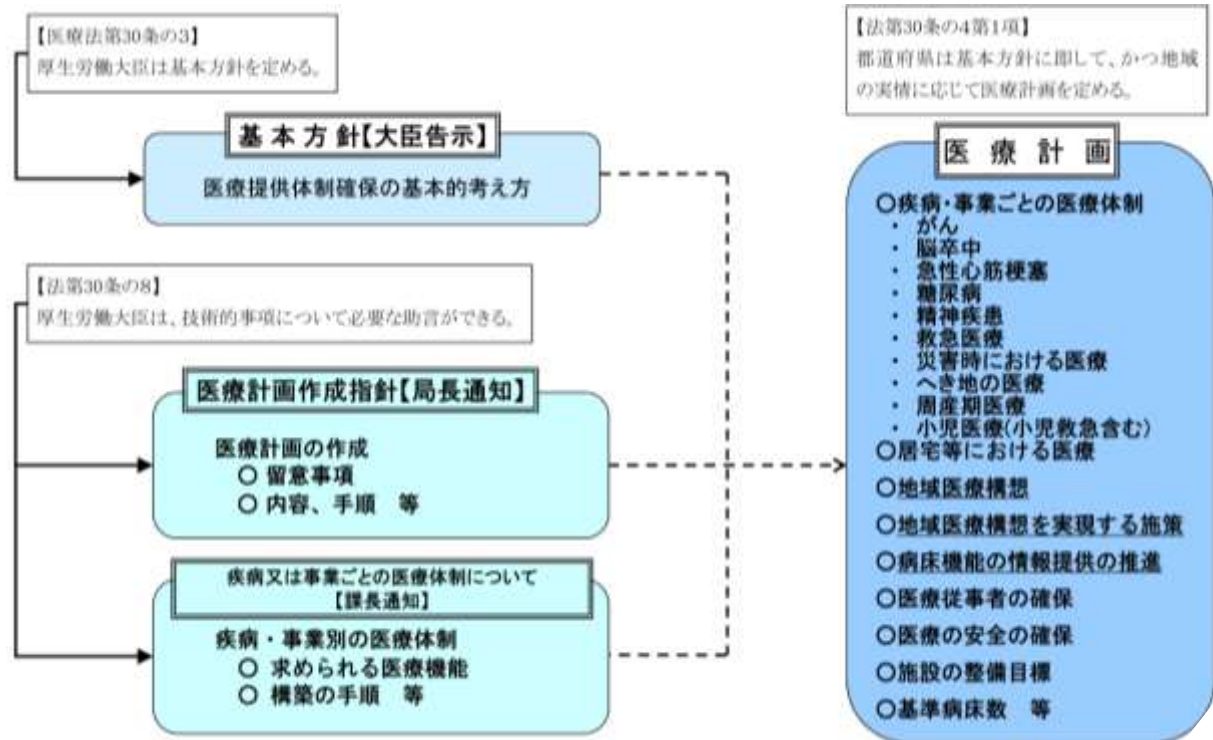 【医療法第30条の3】
厚生労働大臣は基本方針を定める。
基本方針【大臣告示】
医療提供体制確保の基本的考え方
【法第30条の8】
厚生労働大臣は、技術的事項について必要な助言ができる。
医療計画作成指針【局長通知】
医療計画の作成
○ 留意事項
○ 内容、手順 等
疾病又は事業ごとの医療体制について
【課長通知】
疾病・事業別の医療体制
○ 求められる医療機能
○ 構築の手順 等
【法第30条の4第1項】
都道府県は基本方針に即して、かつ地域
の実情に応じて医療計画を定める。
医療計画
○疾病・事業ごとの医療体制
・ がん
・ 脳卒中
・ 急性心筋梗塞
・ 糖尿病
・ 精神疾患
・ 救急医療
・ 災害時における医療
・ へき地の医療
・ 周産期医療
・ 小児医療(小児救急含む)
○居宅等における医療
○地域医療構想
○地域医療構想を実現する施策
○病床機能の情報提供の推進
○医療従事者の確保
○医療の安全の確保
○施設の整備目標
○基準病床数 等